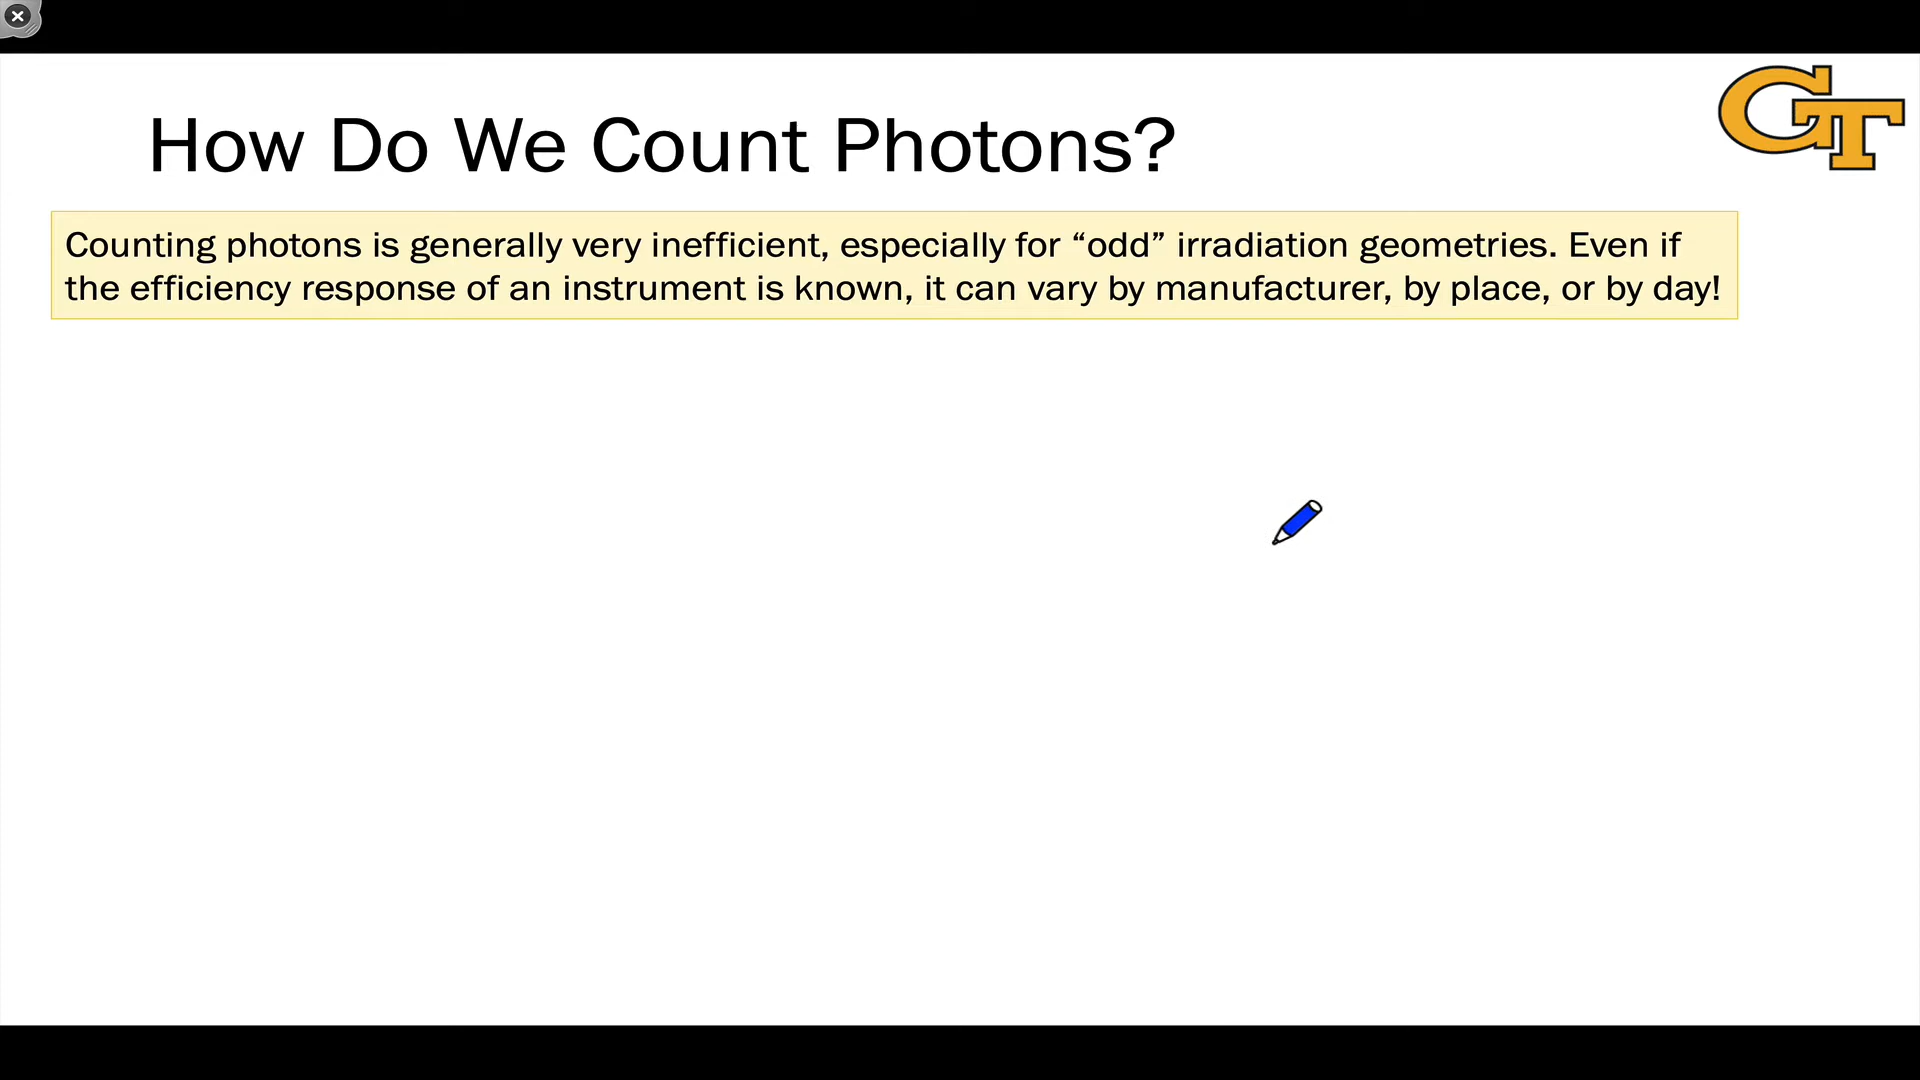 GT
How Do We Count Photons?
Counting photons is generally very inefficient, especially for “odd” irradiation geometries. Even if
the efficiency response of an instrument is known, it can vary by manufacturer, by place, or by day!